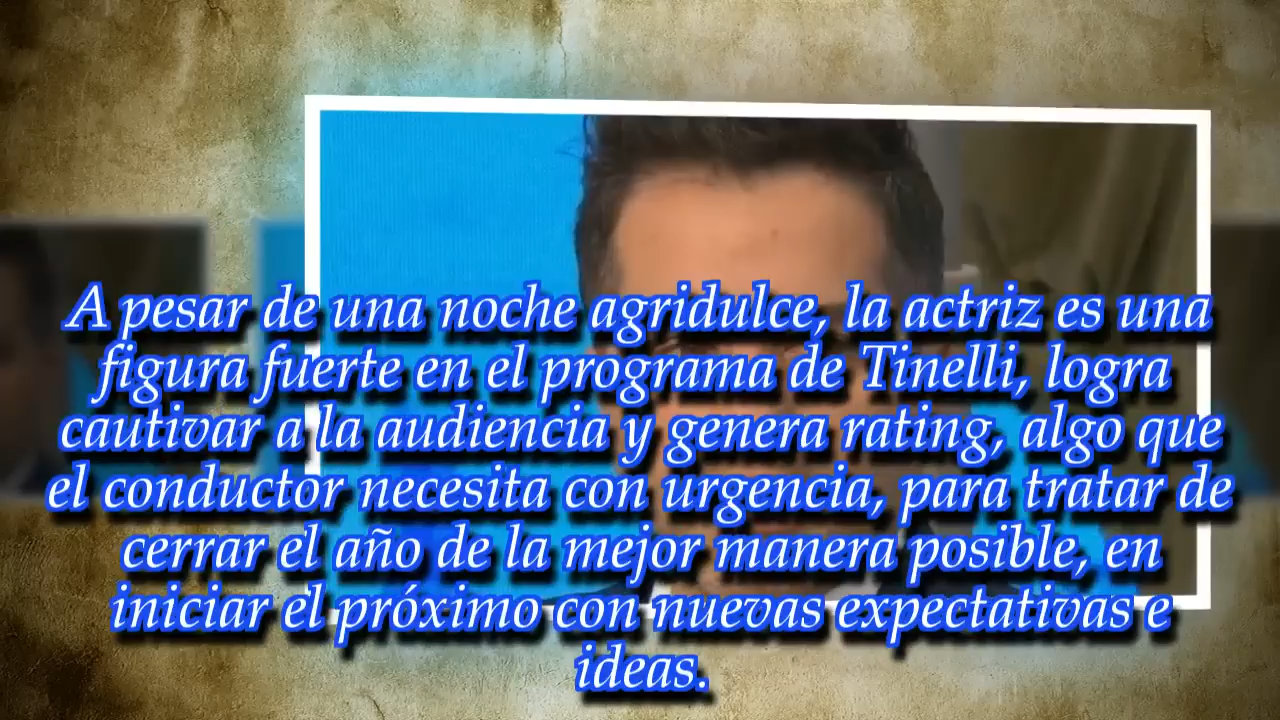 A pesar de una noche agridulce, la actriz es una
figura fuerte en el programa de Tinelli, logra
cautivar a la audiencia y genera rating, algo que
el conductor necesita con urgencia, para tratar de
cerrar el año de la mejor manera posible, en
iniciar el próximo con nuevas expectativas e
ideas.